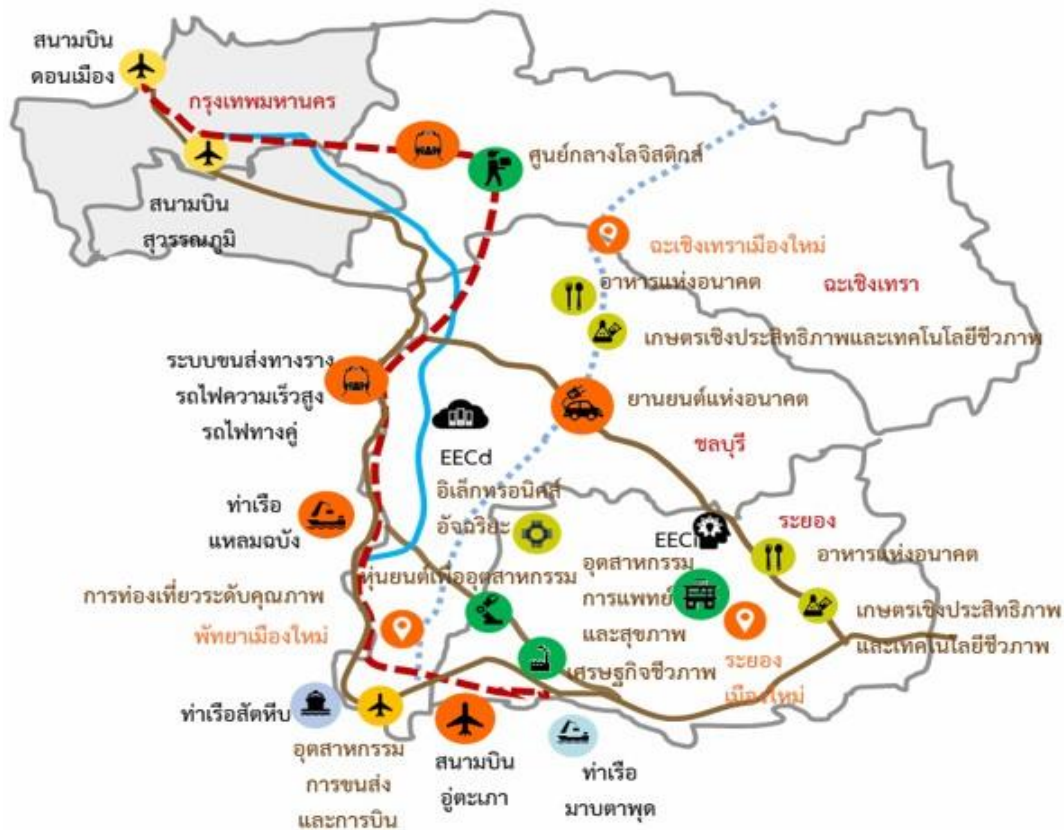 สนามบิน
ดอนเมือง
กรุงเทพมหานคร
ศูนย์กลางโลจิสติกส์
สนามบิน
สุวรรณภูมิ
ฉะเชิงเทราเมืองใหม่
อาหารแห่งอนาคต
ฉะเชิงเทรา
เกษตรเชิงประสิทธิภาพและเทคโนโลยีชีวภาพ
ระบบขนส่งทางราง
รถไฟความเร็วสูง
รถไฟทางคู่
ยานยนต์แห่งอนาคต
ชลบุรี
EECd
อิเล็กทรอนิคส์
อัจฉริยะ
ท่าเรือ
แหลมฉบัง
EECi
ระยอง
อาหารแห่งอนาคต
หุ่นยนต์เพื่ออุตสาหกรรม
อุตสาหกรรม
การแพทย์
และสุขภาพ
การท่องเที่ยวระดับคุณภาพ
พัทยาเมืองใหม่
เกษตรเชิงประสิทธิภาพ
และเทคโนโลยีชีวภาพ
เศรษฐกิจชีวภาพ
ระยอง
เมืองใหม่
ท่าเรือสัตหีบ
อุตสาหกรรม
การขนส่ง
และการบิน
สนามบิน
อู่ตะเภา
ท่าเรือ
มาบตาพุด